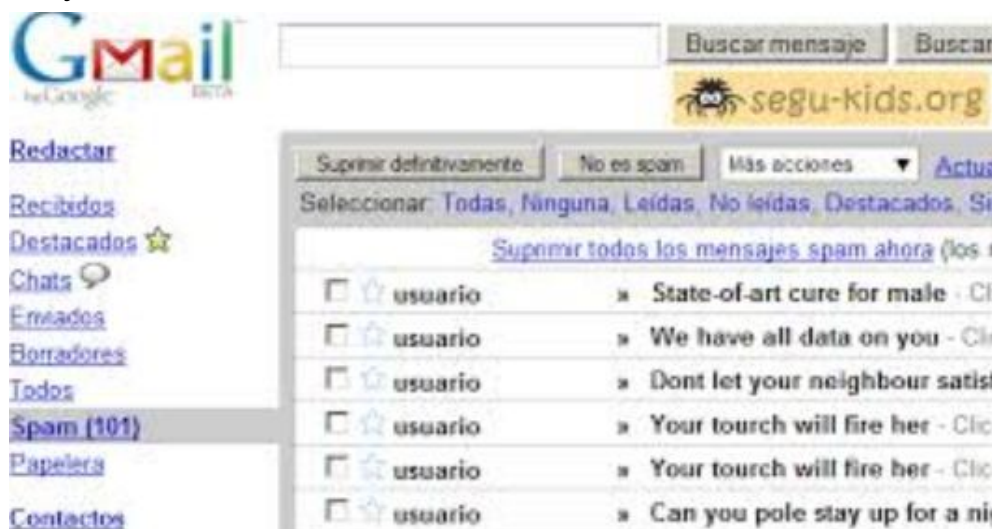 GMail
by Google BETA
Buscar mensaje Buscar
segu-kids.org
Redactar
Suprimir definitivamente No es spam Más acciones
Recibidos
Seleccionar: Todas, Ninguna, Leídas, No leídas, Destacados,
Destacados
Suprimir todos los mensajes spam ahora (los
Chats
usuario » State-of-art cure for male -
Enviados
usuario » We have all data on you -
Borradores
usuario » Dont let your neighbour
Todos
Spam (101)
usuario » Your tourch will fire her - Clic
Papelera
usuario » Your tourch will fire her - Clic
Contactos
usuario » Can you pole stay up for a